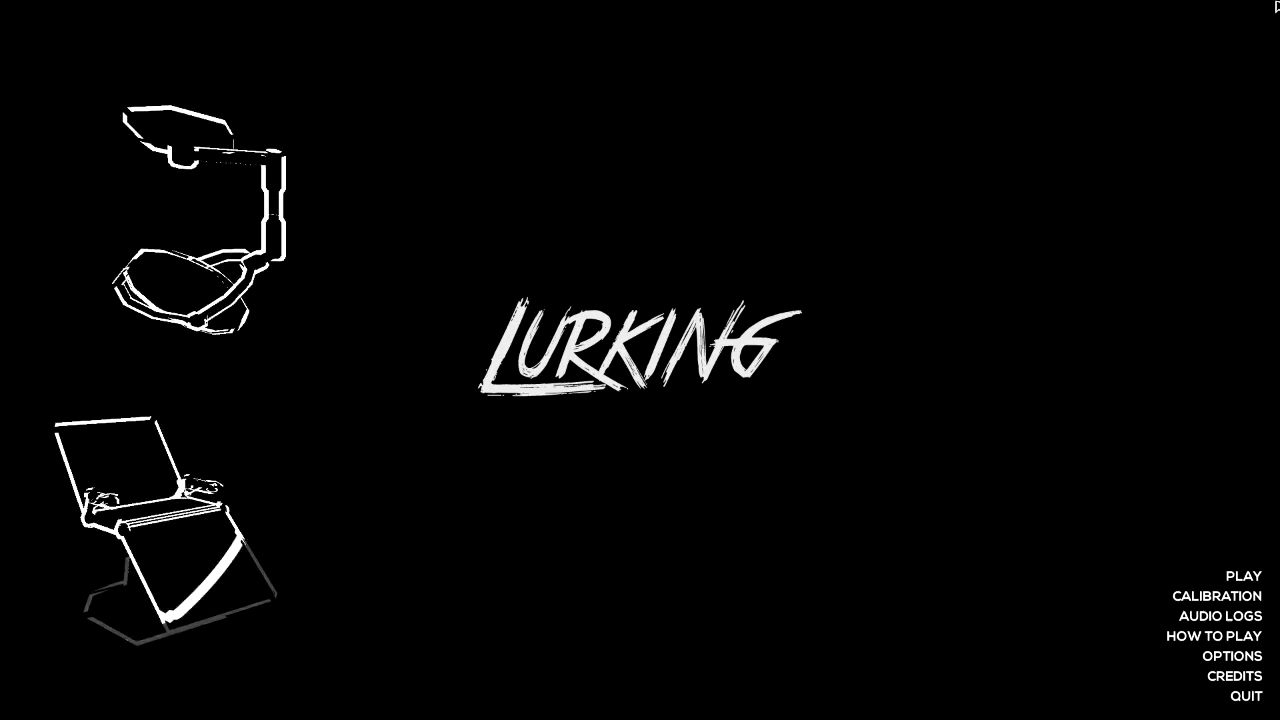 LURKING
PLAY
CALIBRATION
AUDIO LOGS
HOW TO PLAY
OPTIONS
CREDITS
QUIT